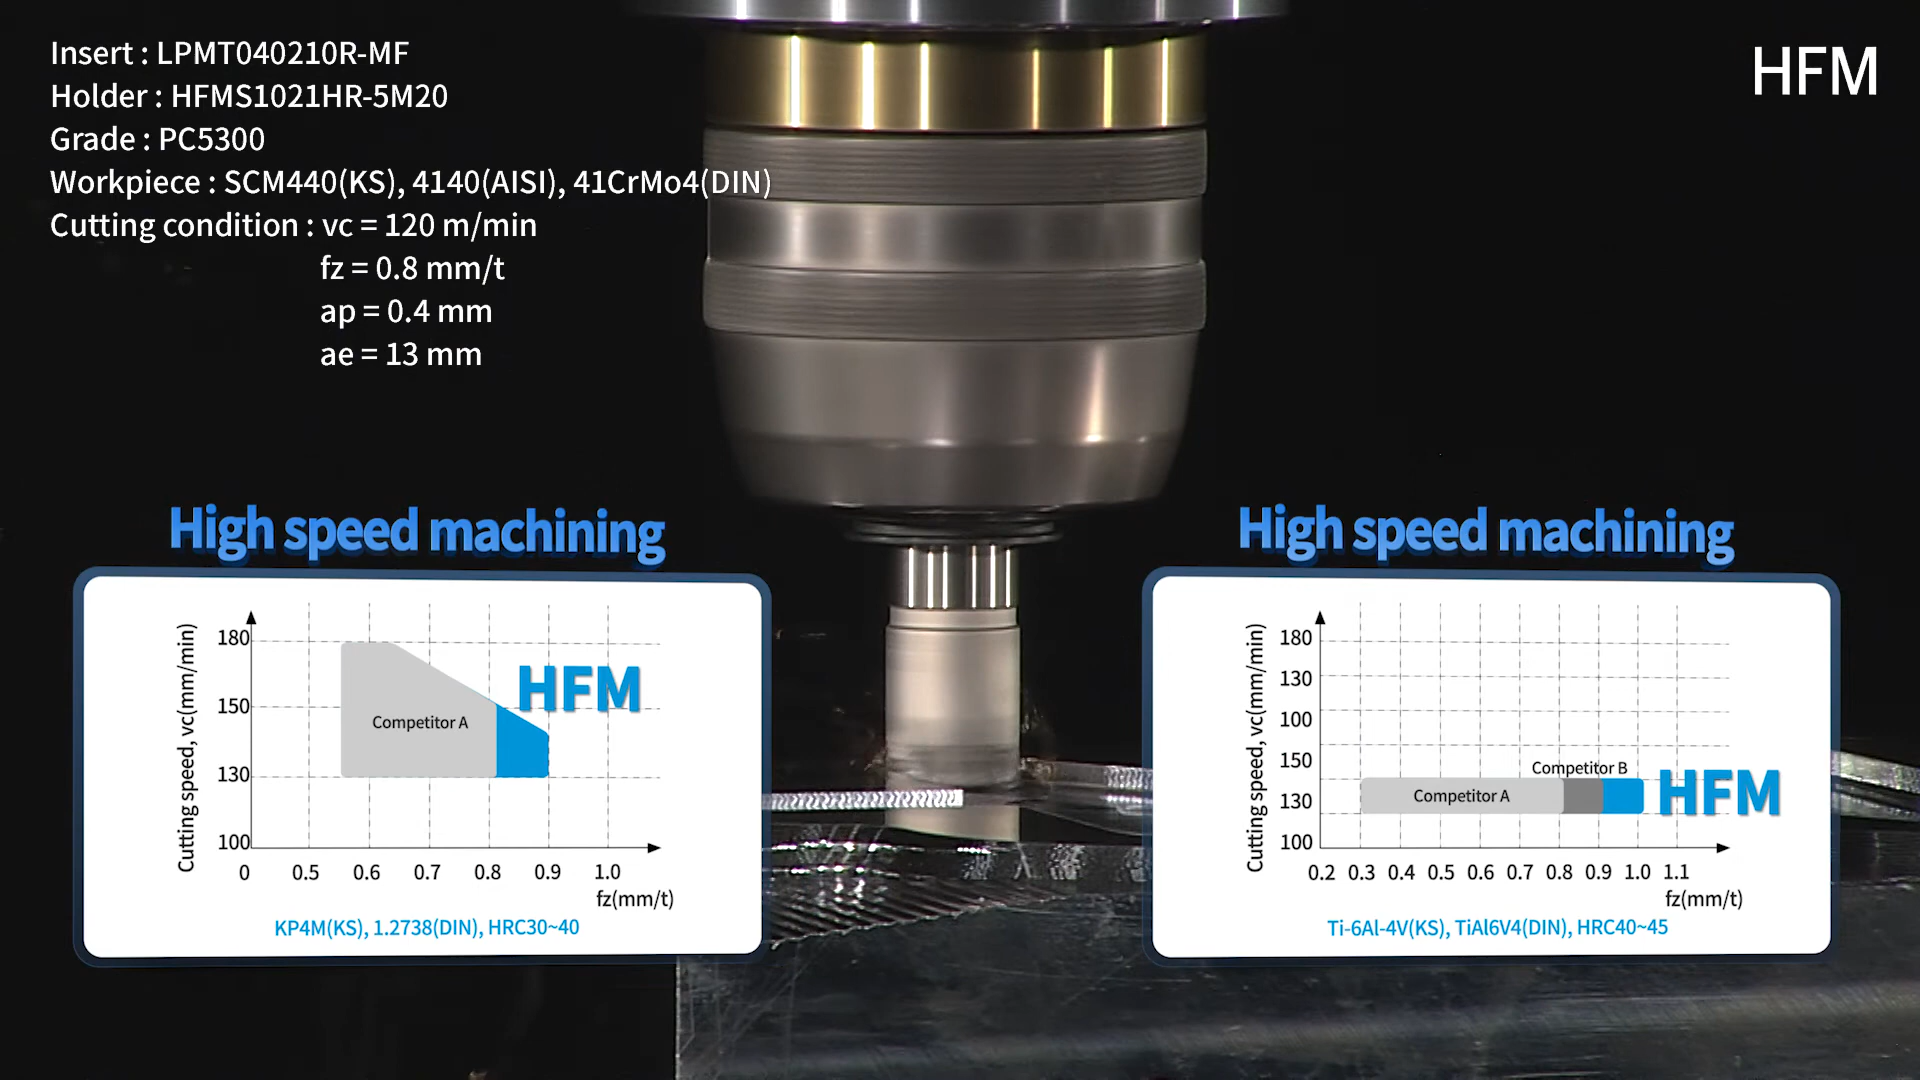 Insert : LPMT040210R-MF
Holder : HFMS1021HR-5M20
Grade : PC5300
Workpiece : SCM440(KS), 4140(AISI), 41CrMo4(DIN)
Cutting condition : vc = 120 m/min
fz = 0.8 mm/t
ap = 0.4 mm
ae = 13 mm
HFM
High speed machining
Cutting speed, vc(mm/min)
180
150
130
100
HFM
Competitor A
0 0.5 0.6 0.7 0.8 0.9 1.0
fz(mm/t)
KP4M(KS), 1.2738(DIN), HRC30~40
High speed machining
Cutting speed, vc(mm/min)
180
130
100
150
130
100
Competitor B
Competitor A
HFM
0.2 0.3 0.4 0.5 0.6 0.7 0.8 0.9 1.0 1.1
fz(mm/t)
Ti-6Al-4V(KS), TiAl6V4(DIN), HRC40~45